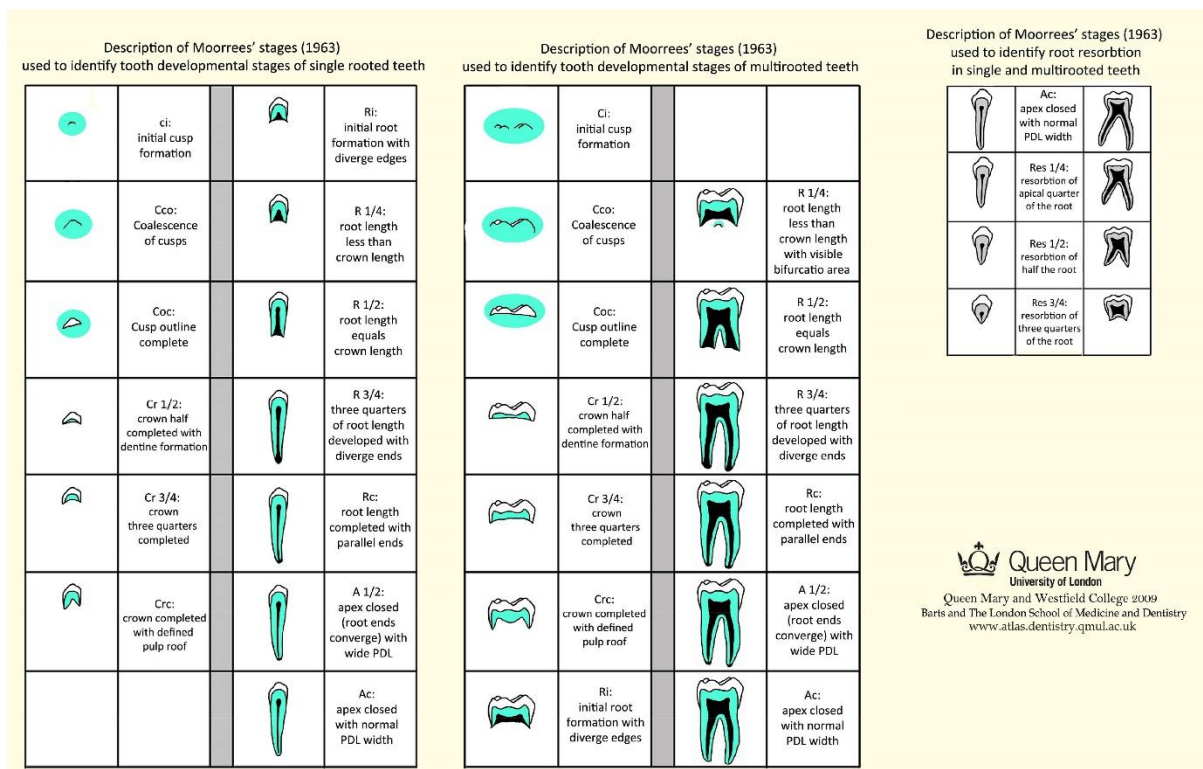 Description of Moorrees' stages (1963)
used to identify tooth developmental stages of single rooted teeth
ci:
initial cusp
formation
Ri:
initial root
formation with
diverge edges
Cco:
Coalescence
of cusps
R 1/4:
root length
less than
crown length
Coc:
Cusp outline
complete
R 1/2:
root length
equals
crown length
Cr 1/2:
crown half
completed with
dentine formation
R 3/4:
three quarters
of root length
developed with
diverge ends
Cr 3/4:
crown
three quarters
completed
Rc:
root length
completed with
parallel ends
Crc:
crown completed
with defined
pulp roof
A 1/2:
apex closed
(root ends
converge) with
wide PDL
Ac:
apex closed
with normal
PDL width
Description of Moorrees' stages (1963)
used to identify tooth developmental stages of multirooted teeth
Ci:
initial cusp
formation
Cco:
Coalescence
of cusps
R 1/4:
root length
less than
crown length
with visible
bifurcatio area
Coc:
Cusp outline
complete
R 1/2:
root length
equals
crown length
Cr 1/2:
crown half
completed with
dentine formation
R 3/4:
three quarters
of root length
developed with
diverge ends
Cr 3/4:
crown
three quarters
completed
Rc:
root length
completed with
parallel ends
Crc:
crown completed
with defined
pulp roof
A 1/2:
apex closed
(root ends
converge) with
wide PDL
Ri:
initial root
formation with
diverge edges
Ac:
apex closed
with normal
PDL width
Description of Moorrees' stages (1963)
used to identify root resorbtion
in single and multirooted teeth
Ac:
apex closed
with normal
PDL width
Res 1/4:
resorbtion of
apical quarter
of the root
Res 1/2:
resorbtion of
half the root
Res 3/4:
resorbtion of
three quarters
of the root
Queen Mary
University of London
Queen Mary and Westfield College 2009
Barts and The London School of Medicine and Dentistry
www.atlas.dentistry.qmul.ac.uk